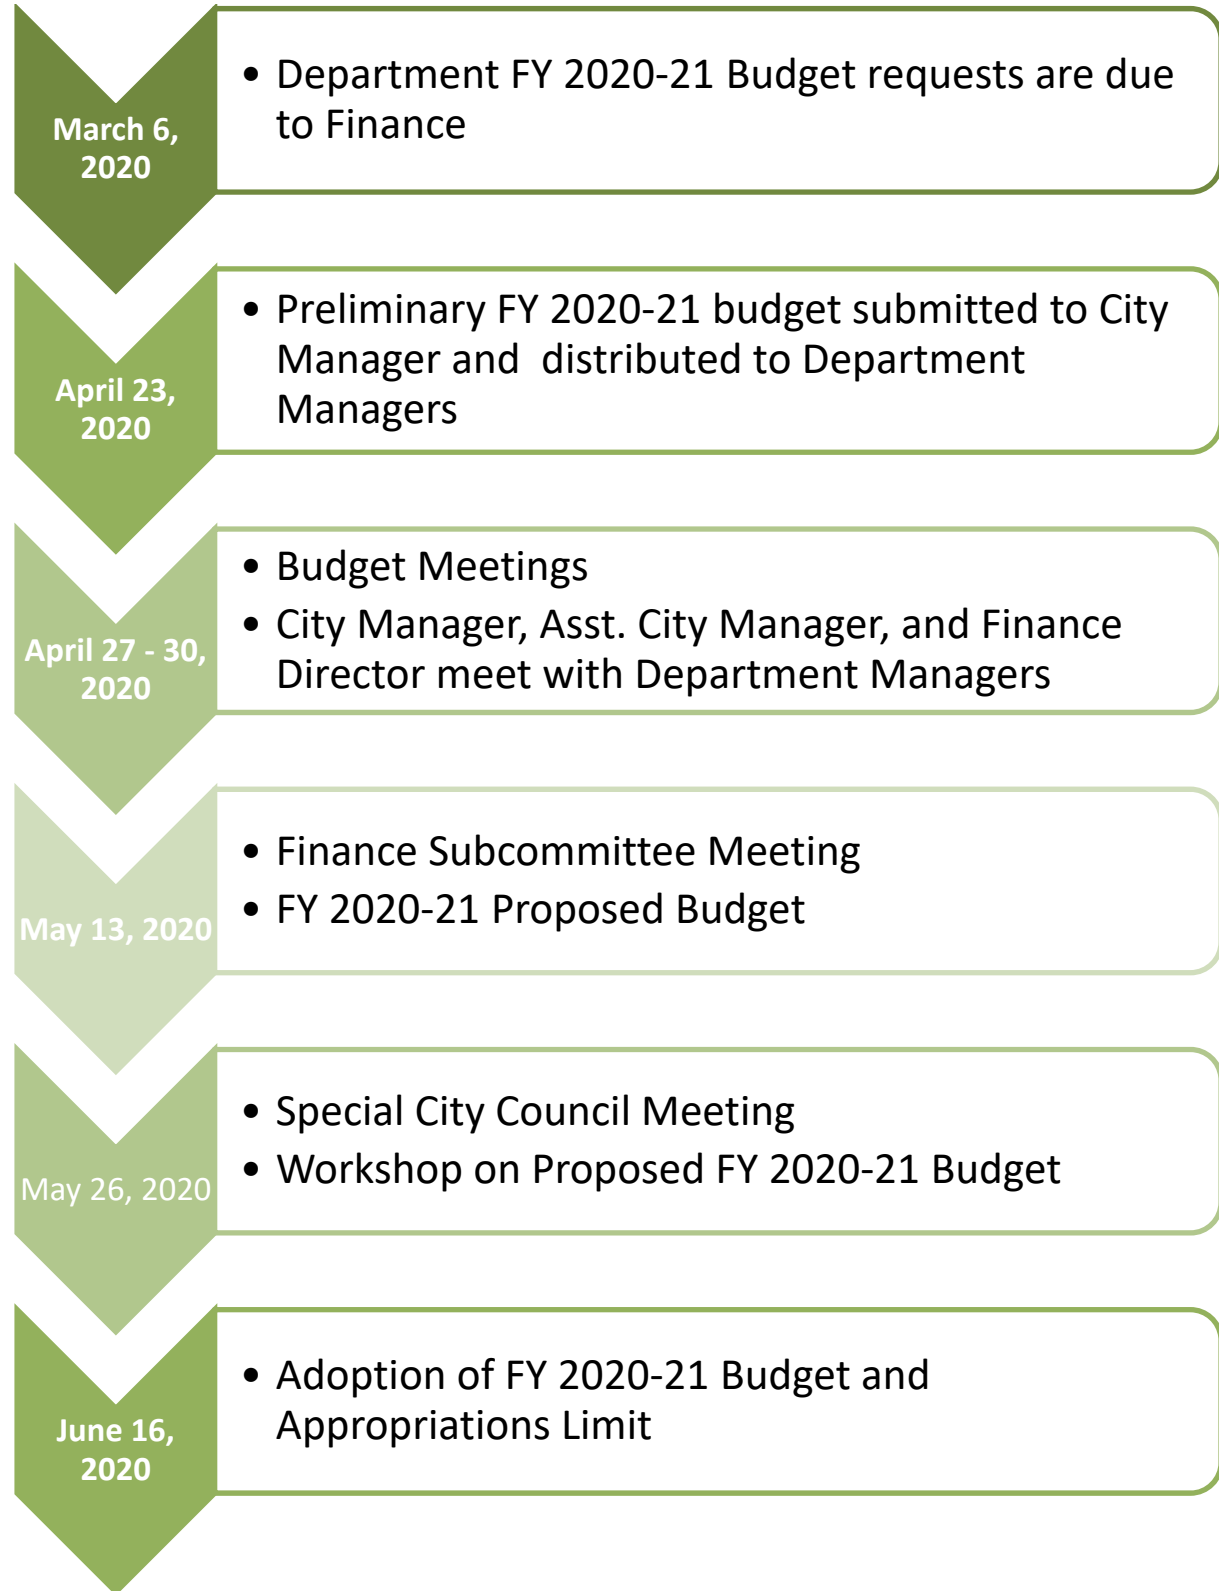 March 6,
2020
• Department FY 2020-21 Budget requests are due
to Finance
April 23,
2020
• Preliminary FY 2020-21 budget submitted to City
Manager and  distributed to Department
Managers
April 27 - 30,
2020
• Budget Meetings
• City Manager, Asst. City Manager, and Finance
Director meet with Department Managers
May 13, 2020
• Finance Subcommittee Meeting
• FY 2020-21 Proposed Budget
May 26, 2020
• Special City Council Meeting
• Workshop on Proposed FY 2020-21 Budget
June 16,
2020
• Adoption of FY 2020-21 Budget and
Appropriations Limit